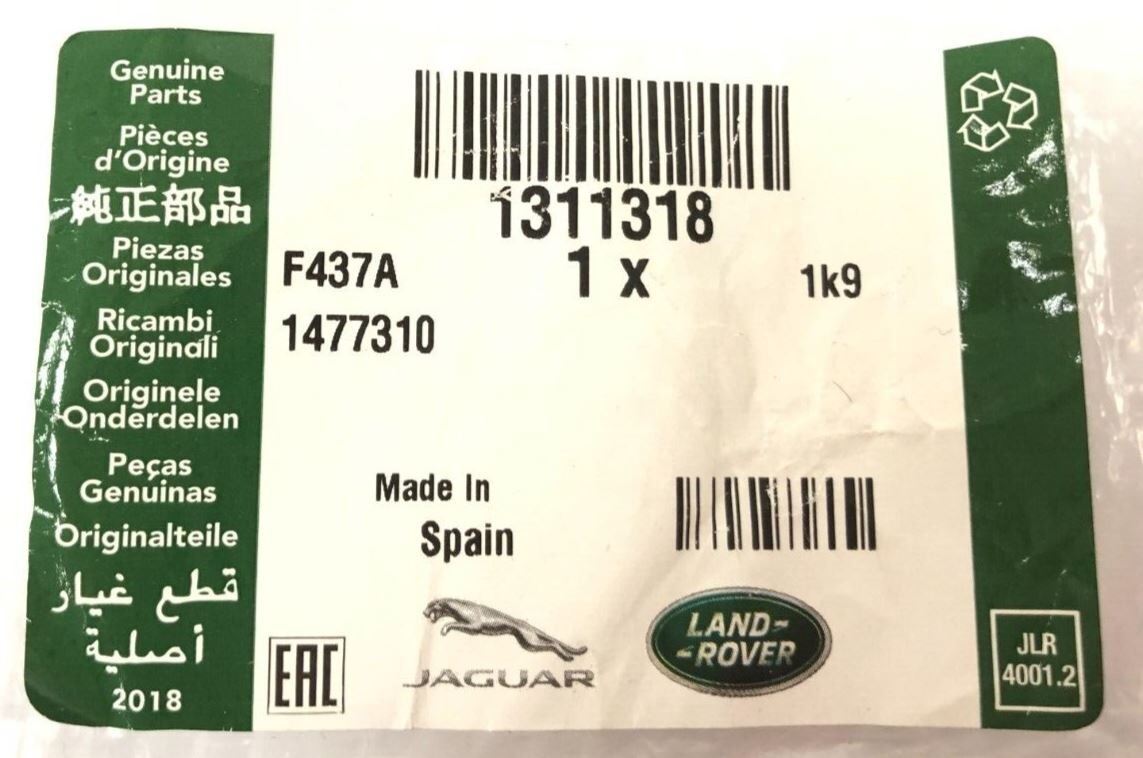 Genuine
Parts
Pièces
d'Origine
純正部品
Piezas
Originales
Ricambi
Originali
Originele
Onderdelen
Peças
Genuinas
Originalteile
قطع غيار
أصلية
2018
1311318
F437A
1 x
1k9
1477310
Made In
Spain
EAC
JAGUAR
LAND-
-ROVER
JLR
4001.2